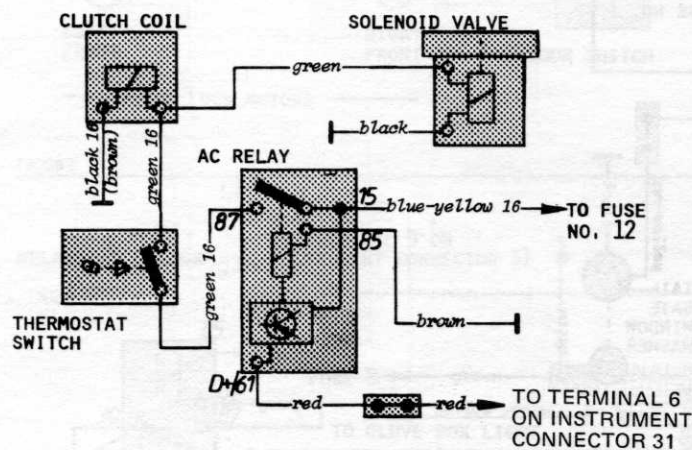 CLUTCH COIL
SOLENOID VALVE
green
black
black 16
(brown)
green 16
AC RELAY
15
blue-yellow 16
TO FUSE
NO. 12
87
85
green 16
brown
THERMOSTAT
SWITCH
D+/61
red
red
TO TERMINAL 6
ON INSTRUMENT
CONNECTOR 31